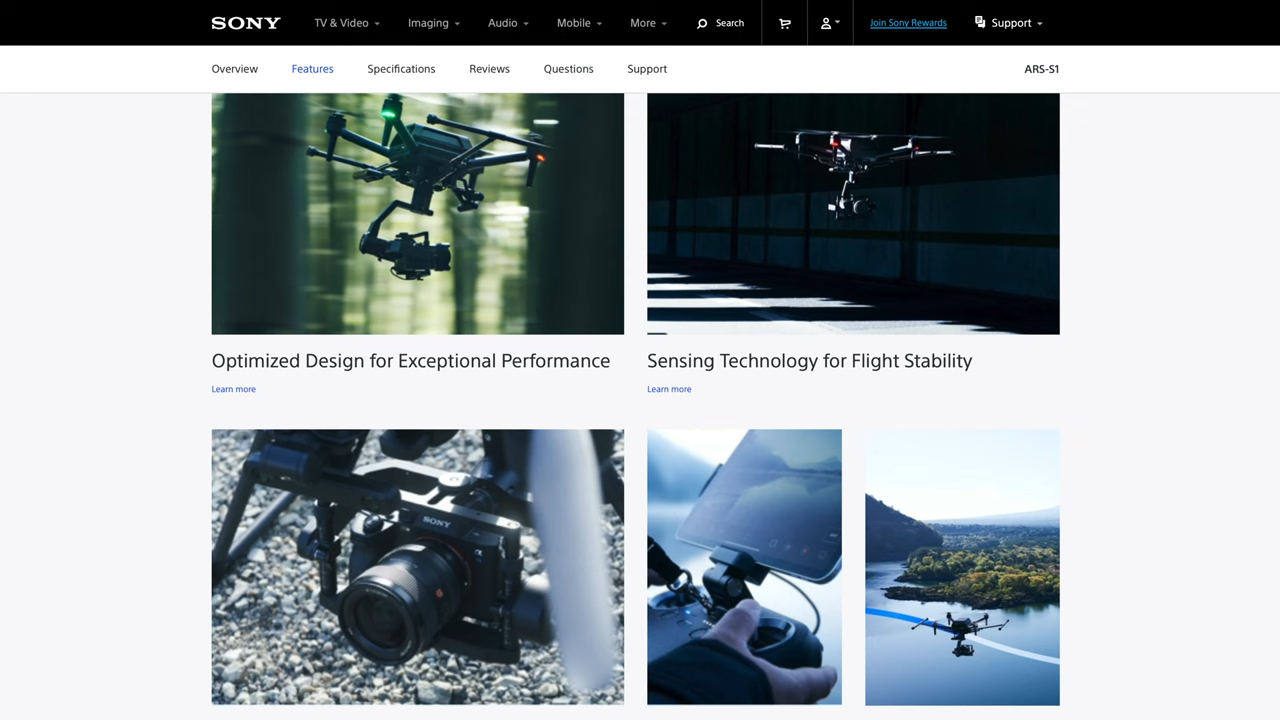 SONY TV & Video Imaging Audio Mobile More Search Join Sony Rewards Support
Overview Features Specifications Reviews Questions Support ARS-S1
Optimized Design for Exceptional Performance
Learn more
Sensing Technology for Flight Stability
Learn more
SONY